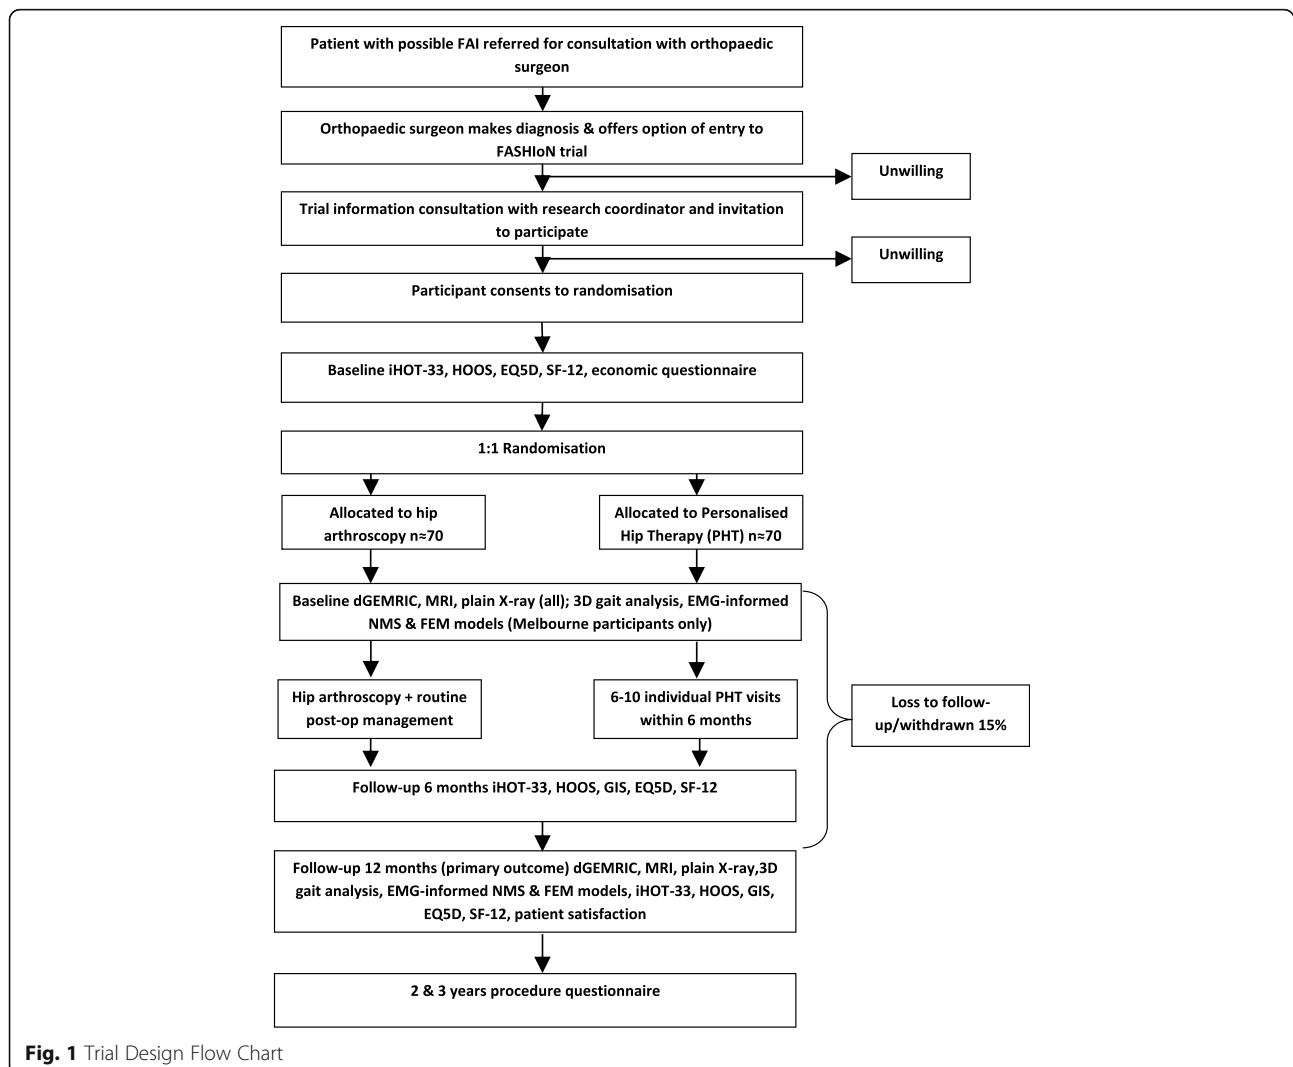 Patient with possible FAI referred for consultation with orthopaedic
surgeon
Orthopaedic surgeon makes diagnosis & offers option of entry to
FASHIoN trial
Unwilling
Trial information consultation with research coordinator and invitation
to participate
Unwilling
Participant consents to randomisation
Baseline iHOT-33, HOOS, EQ5D, SF-12, economic questionnaire
1:1 Randomisation
Allocated to hip
arthroscopy n≈70
Allocated to Personalised
Hip Therapy (PHT) n≈70
Baseline dGEMRIC, MRI, plain X-ray (all); 3D gait analysis, EMG-informed
NMS & FEM models (Melbourne participants only)
Hip arthroscopy + routine
post-op management
6-10 individual PHT visits
within 6 months
Loss to follow-
up/withdrawn 15%
Follow-up 6 months iHOT-33, HOOS, GIS, EQ5D, SF-12
Follow-up 12 months (primary outcome) dGEMRIC, MRI, plain X-ray,3D
gait analysis, EMG-informed NMS & FEM models, iHOT-33, HOOS, GIS,
EQ5D, SF-12, patient satisfaction
2 & 3 years procedure questionnaire
Fig. 1 Trial Design Flow Chart